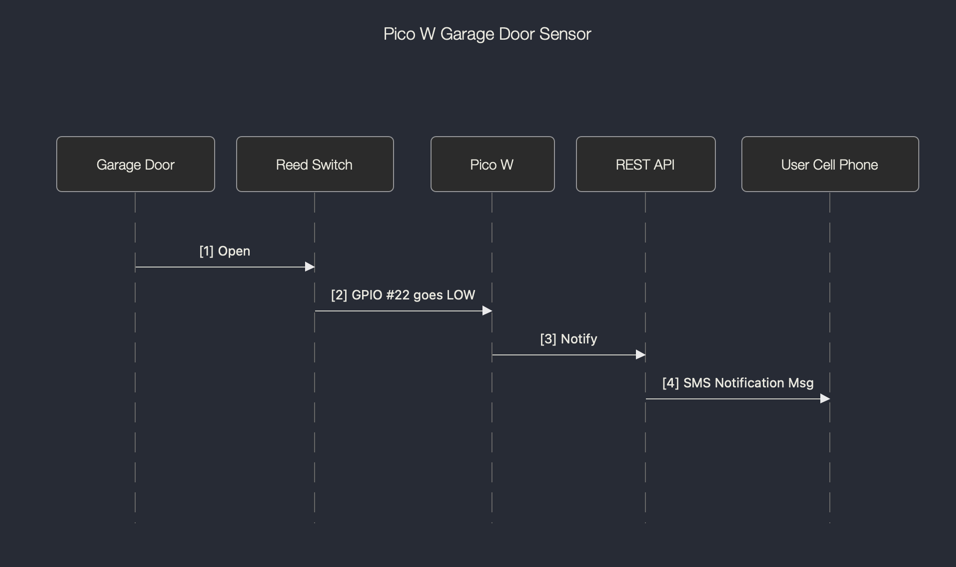 Pico W Garage Door Sensor
Garage Door
Reed Switch
Pico W
REST API
User Cell Phone
[1] Open
[2] GPIO #22 goes LOW
[3] Notify
[4] SMS Notification Msg